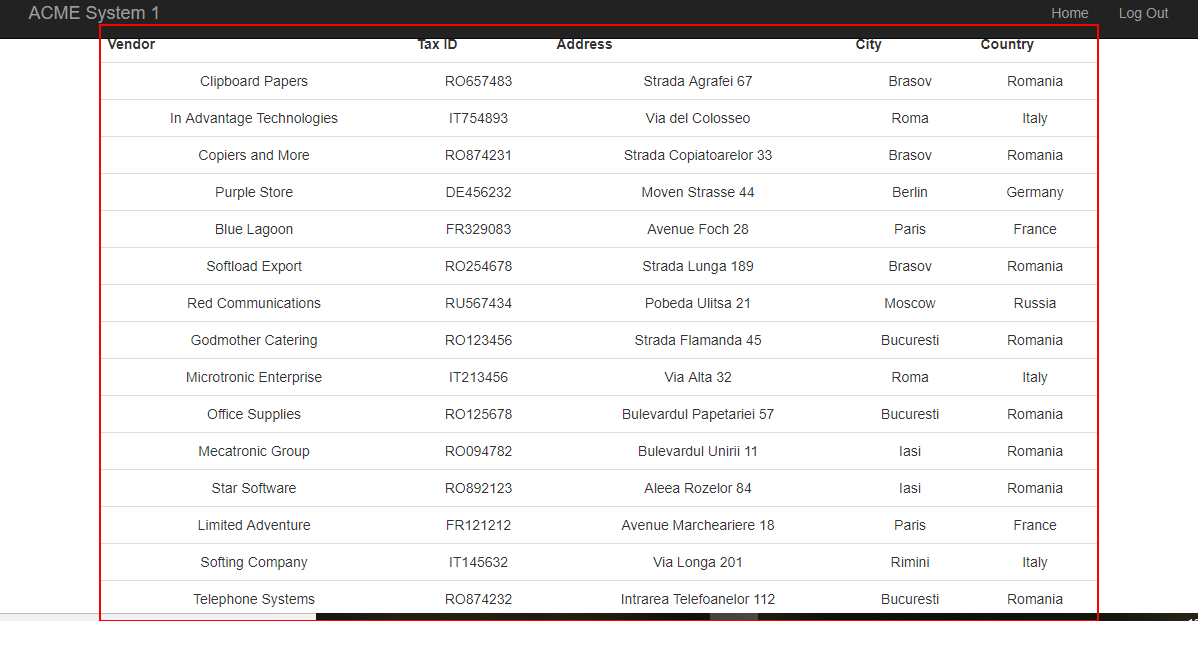 ACME System 1 Home Log Out
Vendor Tax ID Address City Country
Clipboard Papers RO657483 Strada Agrafei 67 Brasov Romania
In Advantage Technologies IT754893 Via del Colosseo Roma Italy
Copiers and More RO874231 Strada Copiatoarelor 33 Brasov Romania
Purple Store DE456232 Moven Strasse 44 Berlin Germany
Blue Lagoon FR329083 Avenue Foch 28 Paris France
Softload Export RO254678 Strada Lunga 189 Brasov Romania
Red Communications RU567434 Pobeda Ulitsa 21 Moscow Russia
Godmother Catering RO123456 Strada Flamanda 45 Bucuresti Romania
Microtronic Enterprise IT213456 Via Alta 32 Roma Italy
Office Supplies RO125678 Bulevardul Papetariei 57 Bucuresti Romania
Mecatronic Group RO094782 Bulevardul Unirii 11 Iasi Romania
Star Software RO892123 Aleea Rozelor 84 Iasi Romania
Limited Adventure FR121212 Avenue Marcheariere 18 Paris France
Softing Company IT145632 Via Longa 201 Rimini Italy
Telephone Systems RO874232 Intrarea Telefoanelor 112 Bucuresti Romania